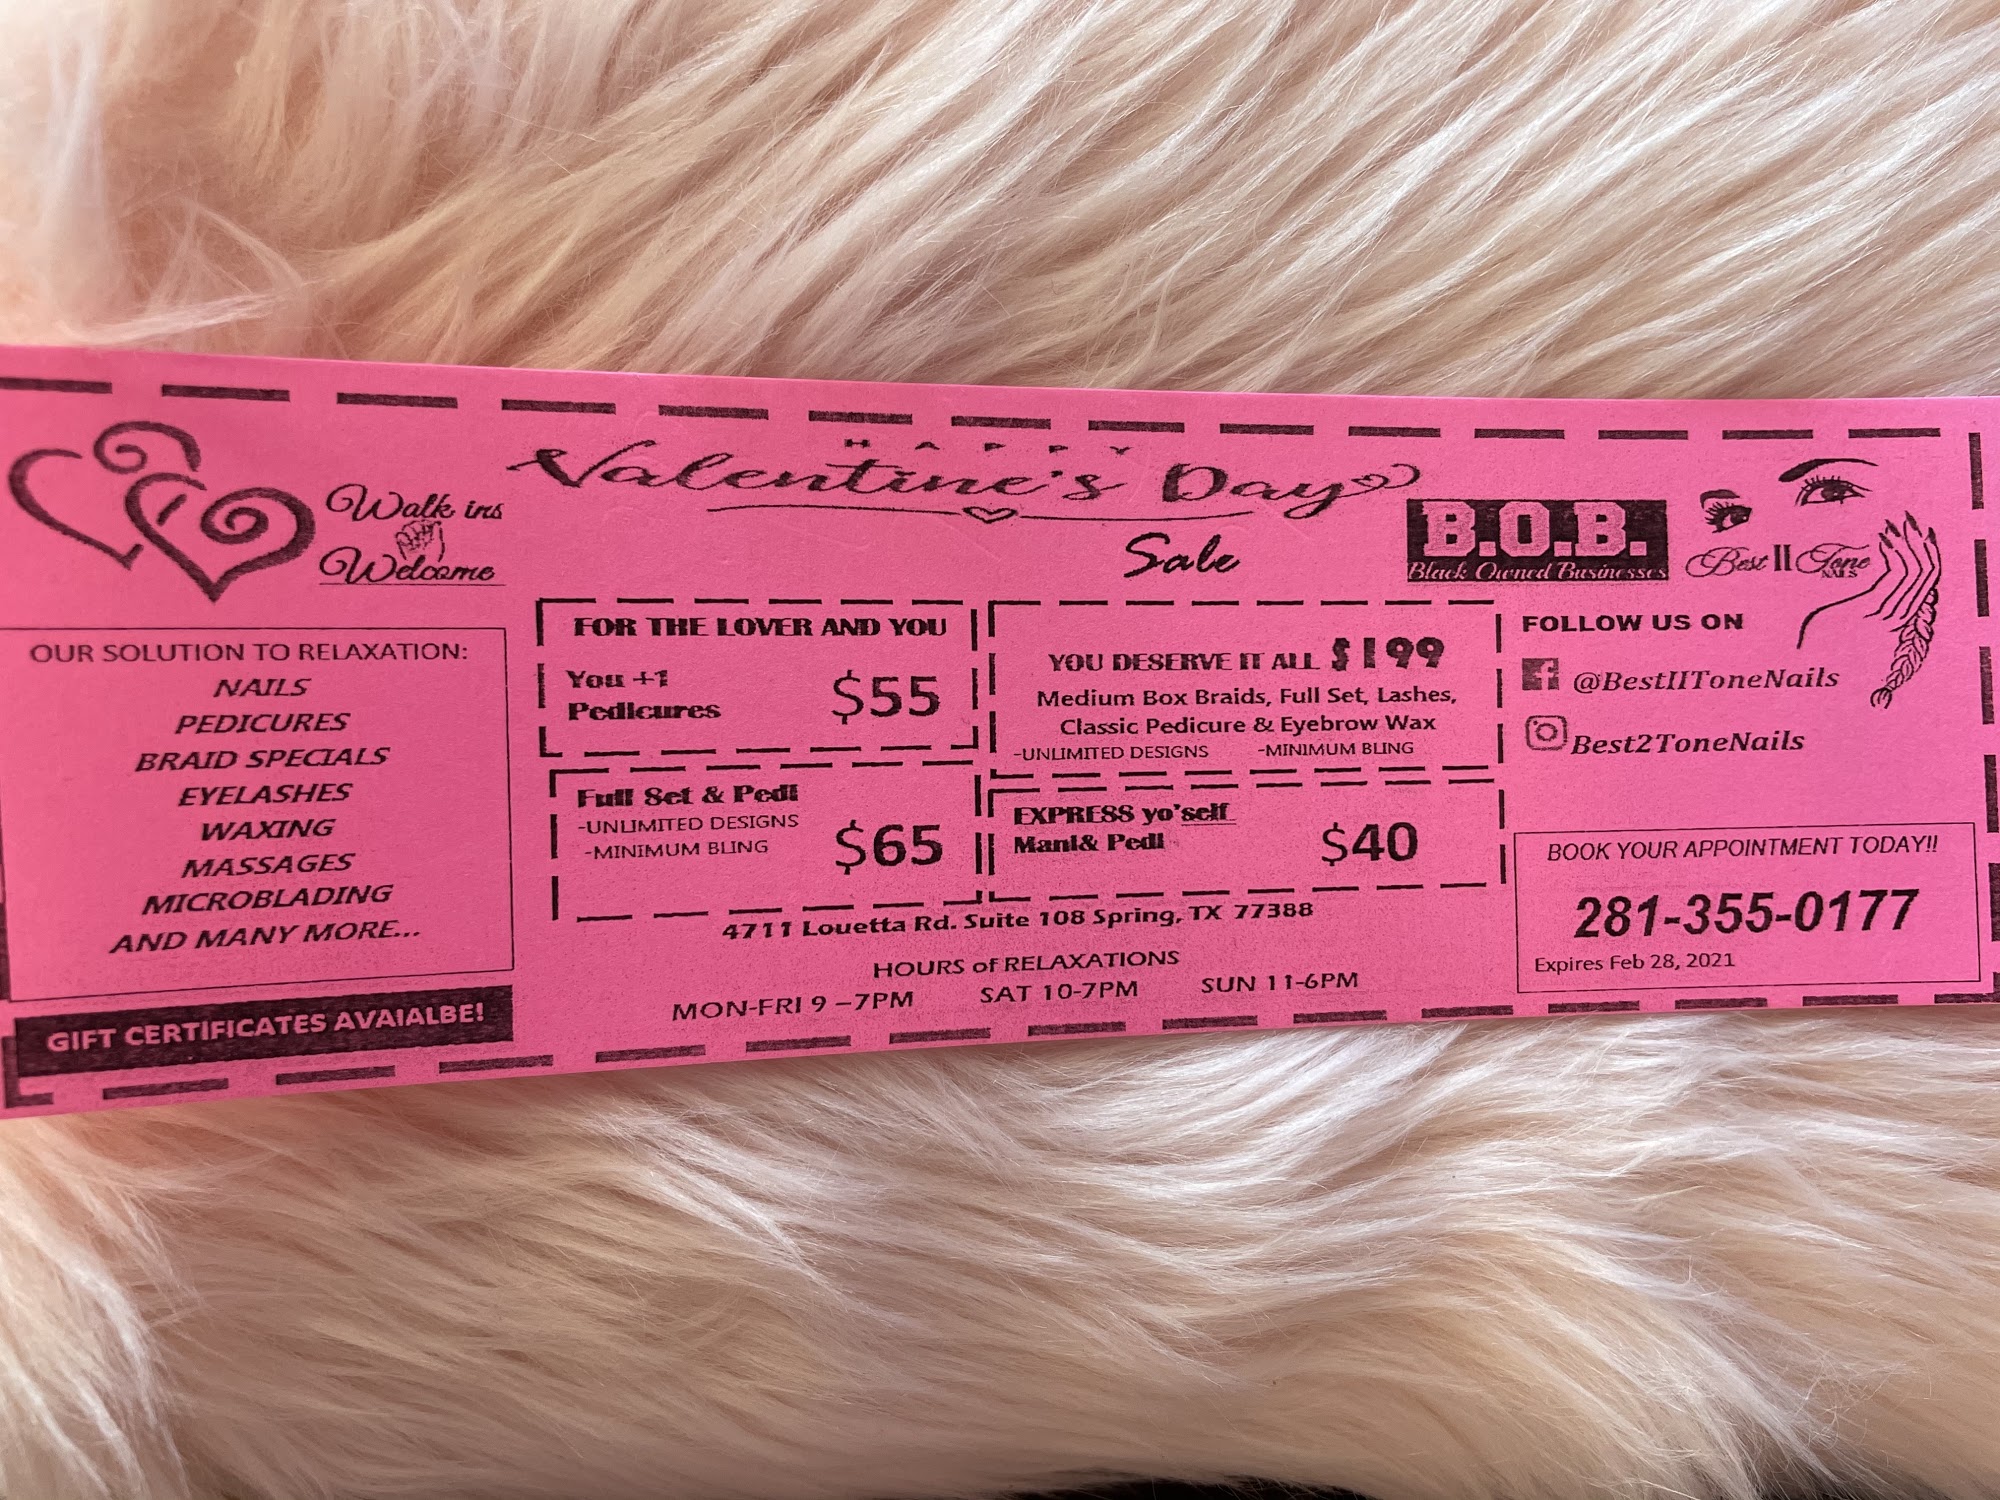 Walk ins
Welcome
OUR SOLUTION TO RELAXATION:
NAILS
PEDICURES
BRAID SPECIALS
EYELASHES
WAXING
MASSAGES
MICROBLADING
AND MANY MORE...
GIFT CERTIFICATES AVAIALBE!
HAPPY
Valentine's Day
Sale
FOR THE LOVER AND YOU
You +1
Pedicures
$55
Full Set & Pedi
-UNLIMITED DESIGNS
-MINIMUM BLING
$65
YOU DESERVE IT ALL $199
Medium Box Braids, Full Set, Lashes,
Classic Pedicure & Eyebrow Wax
-UNLIMITED DESIGNS -MINIMUM BLING
EXPRESS yo'self
Mani& Pedi
$40
4711 Louetta Rd. Suite 108 Spring, TX 77388
HOURS of RELAXATIONS
MON-FRI 9 –7PM SAT 10-7PM SUN 11-6PM
B.O.B.
Black Owned Businesses
Best II Tone
NAILS
FOLLOW US ON
@BestIIToneNails
Best2ToneNails
BOOK YOUR APPOINTMENT TODAY!!
281-355-0177
Expires Feb 28, 2021